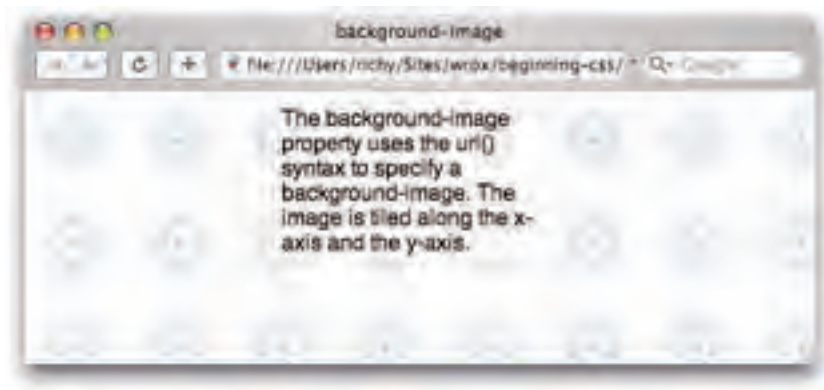 background-image
file:///Users/richy/Sites/wrox/beginning-css/
Google
The background-image
property uses the url()
syntax to specify a
background-image. The
image is tiled along the x-
axis and the y-axis.